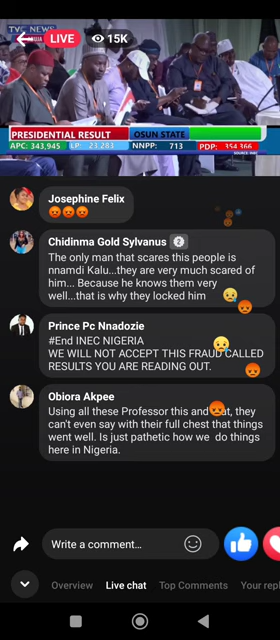 TVC NEWS
LIVE
15K
PRESIDENTIAL RESULT
OSUN STATE
APC: 343,945
LP: 23,283
NNPP: 713
PDP: 354,366
Josephine Felix
Chidinma Gold Sylvanus
The only man that scares this people is
nnamdi Kalu...they are very much scared of
him... Because he knows them very
well...that is why they locked him
Prince Pc Nnadozie
#End INEC NIGERIA
WE WILL NOT ACCEPT THIS FRAUD CALLED
RESULTS YOU ARE READING OUT.
Obiora Akpee
Using all these Professor this and that, they
can't even say with their full chest that things
went well. Is just pathetic how we do things
here in Nigeria.
Write a comment...
Overview Live chat Top Comments Your repl